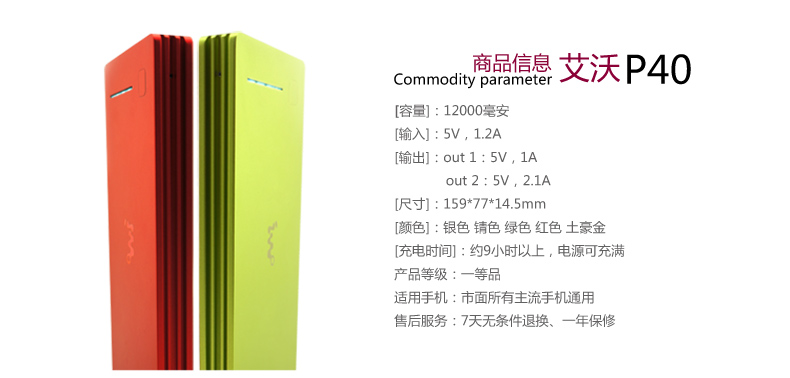 商品信息
Commodity parameter 艾沃 P40
[容量]：12000毫安
[输入]：5V，1.2A
[输出]：out 1：5V，1A
out 2：5V，2.1A
[尺寸]：159*77*14.5mm
[颜色]：银色 锖色 绿色 红色 土豪金
[充电时间]：约9小时以上，电源可充满
产品等级：一等品
适用手机：市面所有主流手机通用
售后服务：7天无条件退换、一年保修